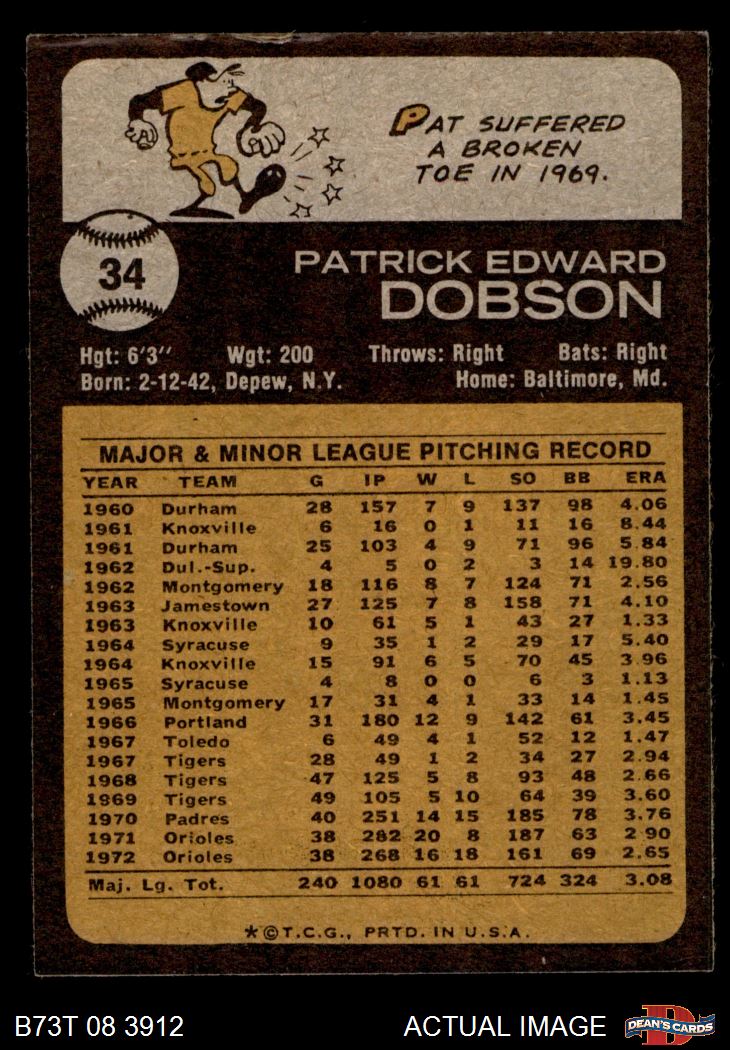 PAT SUFFERED
A BROKEN
TOE IN 1969.
34
PATRICK EDWARD
DOBSON
Hgt: 6'3" Wgt: 200 Throws: Right Bats: Right
Born: 2-12-42, Depew, N.Y. Home: Baltimore, Md.
MAJOR & MINOR LEAGUE PITCHING RECORD
YEAR TEAM G IP W L SO BB ERA
1960 Durham 28 157 7 9 137 98 4.06
1961 Knoxville 6 16 0 1 11 16 8.44
1961 Durham 25 103 4 9 71 96 5.84
1962 Dul.-Sup. 4 5 0 2 3 14 19.80
1962 Montgomery 18 116 8 7 124 71 2.56
1963 Jamestown 27 125 7 8 158 71 4.10
1963 Knoxville 10 61 5 1 43 27 1.33
1964 Syracuse 9 35 1 2 29 17 5.40
1964 Knoxville 15 91 6 5 70 45 3.96
1965 Syracuse 4 8 0 0 6 3 1.13
1965 Montgomery 17 31 4 1 33 14 1.45
1966 Portland 31 180 12 9 142 61 3.45
1967 Toledo 6 49 4 1 52 12 1.47
1967 Tigers 28 49 1 2 34 27 2.94
1968 Tigers 47 125 5 8 93 48 2.66
1969 Tigers 49 105 5 10 64 39 3.60
1970 Padres 40 251 14 15 185 78 3.76
1971 Orioles 38 282 20 8 187 63 2.90
1972 Orioles 38 268 16 18 161 69 2.65
Maj. Lg. Tot. 240 1080 61 61 724 324 3.08
*©T.C.G., PRTD. IN U.S.A.
B73T 08 3912 ACTUAL IMAGE
D
DEAN'S CARDS